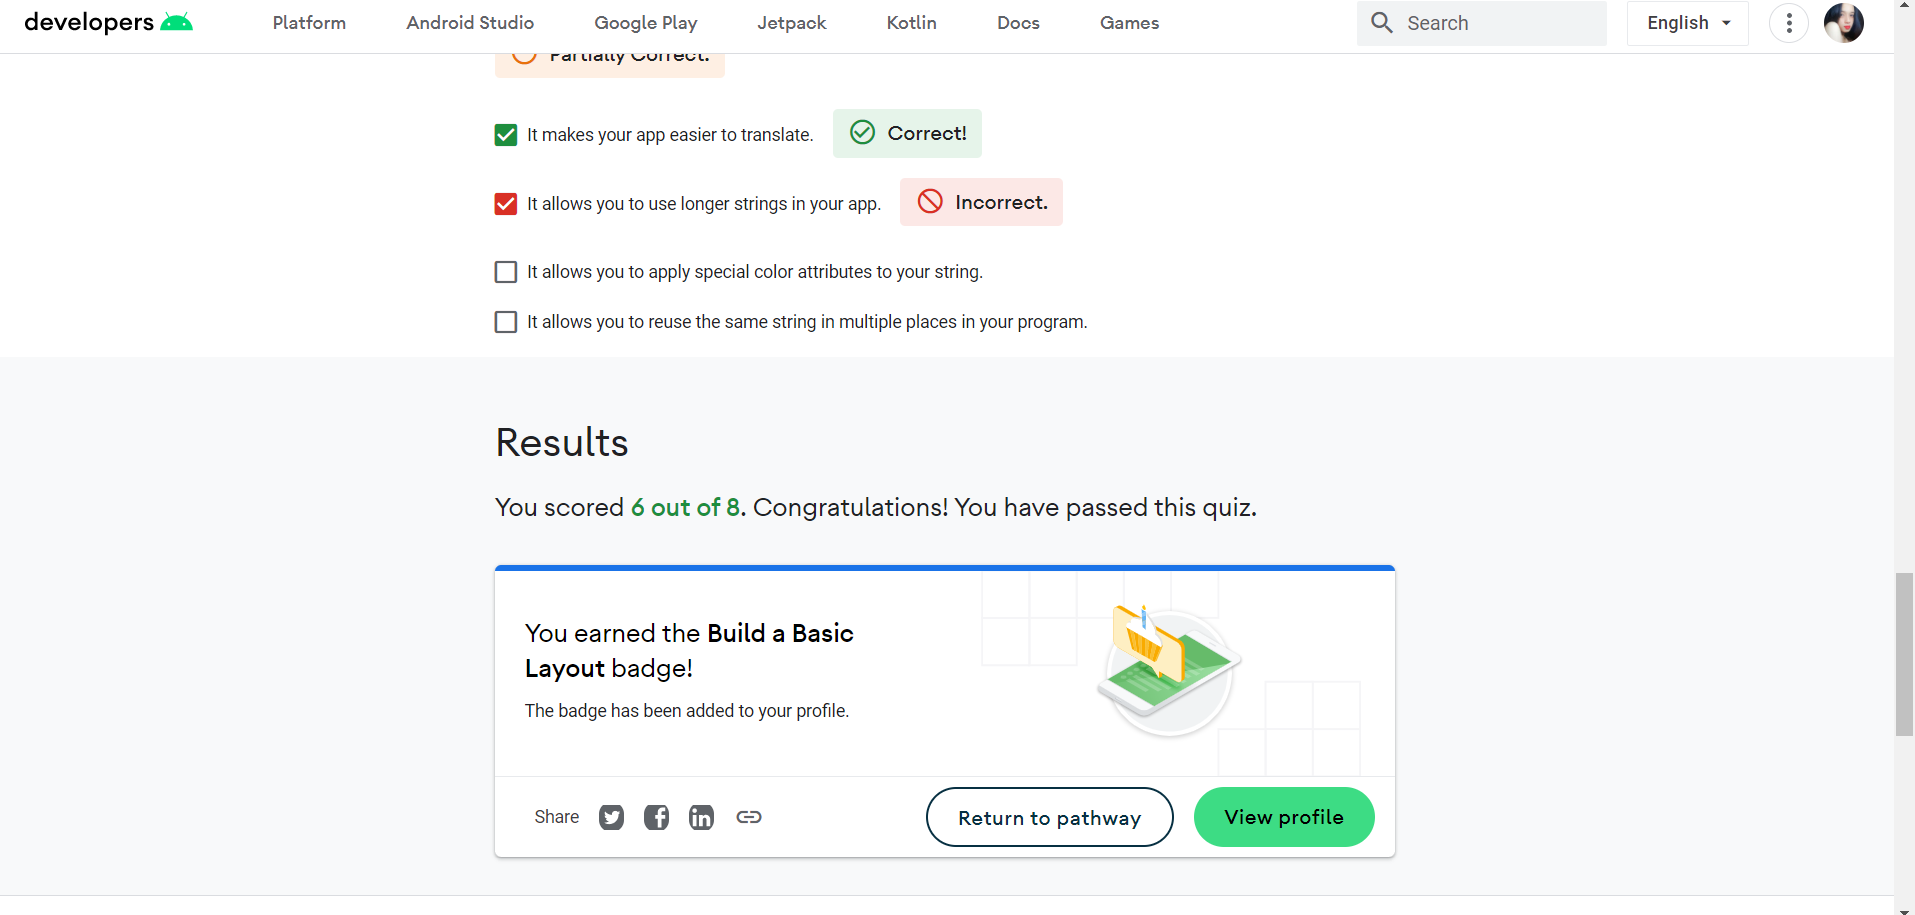 developers
Platform
Android Studio
Google Play
Jetpack
Kotlin
Docs
Games
Search
English
Partially Correct.
It makes your app easier to translate.
Correct!
It allows you to use longer strings in your app.
Incorrect.
It allows you to apply special color attributes to your string.
It allows you to reuse the same string in multiple places in your program.
Results
You scored 6 out of 8. Congratulations! You have passed this quiz.
You earned the Build a Basic
Layout badge!
The badge has been added to your profile.
Share
Return to pathway
View profile